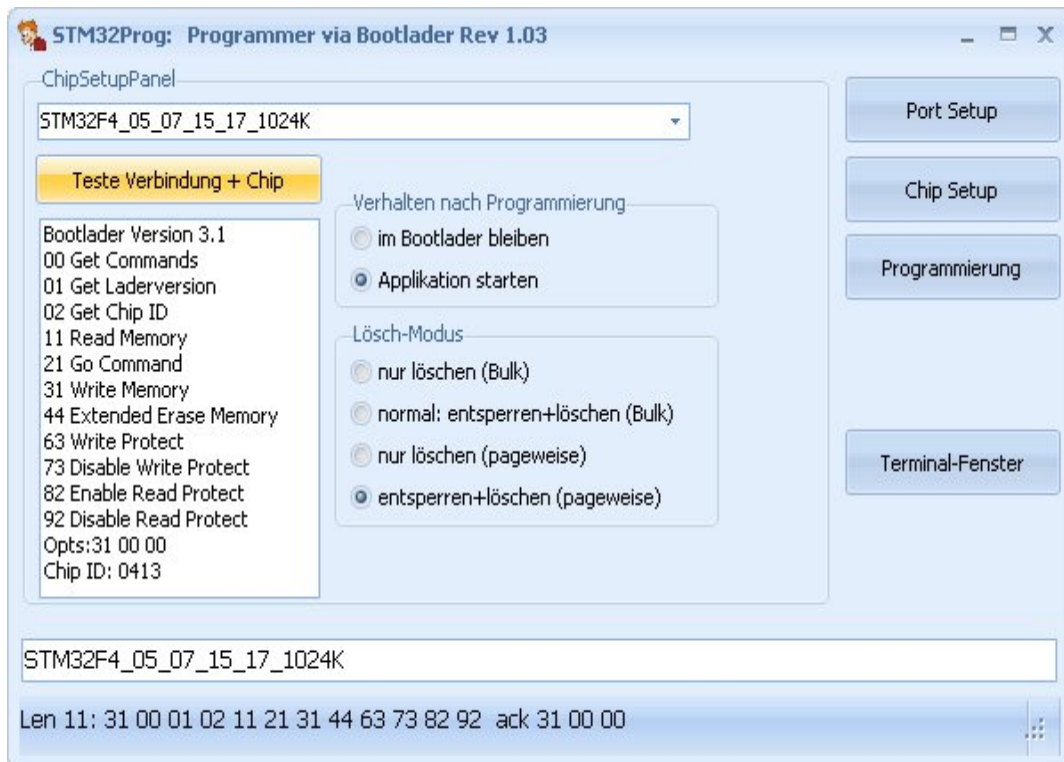 STM32Prog: Programmer via Bootlader Rev 1.03
ChipSetupPanel
STM32F4_05_07_15_17_1024K
Teste Verbindung + Chip
Bootlader Version 3.1
00 Get Commands
01 Get Laderversion
02 Get Chip ID
11 Read Memory
21 Go Command
31 Write Memory
44 Extended Erase Memory
63 Write Protect
73 Disable Write Protect
82 Enable Read Protect
92 Disable Read Protect
Opts:31 00 00
Chip ID: 0413
Verhalten nach Programmierung
im Bootlader bleiben
Applikation starten
Lösch-Modus
nur löschen (Bulk)
normal: entsperren+löschen (Bulk)
nur löschen (pageweise)
entsperren+löschen (pageweise)
Port Setup
Chip Setup
Programmierung
Terminal-Fenster
STM32F4_05_07_15_17_1024K
Len 11: 31 00 01 02 11 21 31 44 63 73 82 92 ack 31 00 00